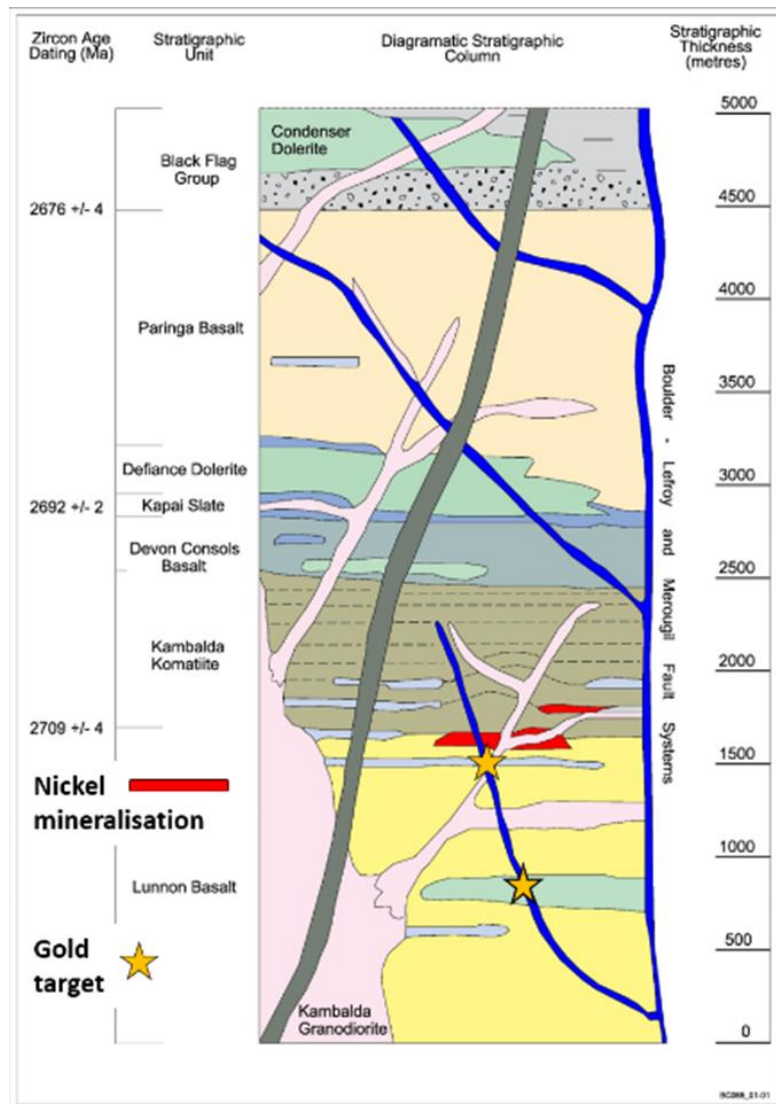 Zircon Age
Dating (Ma)
Stratigraphic
Unit
Diagramatic Stratigraphic
Column
Stratigraphic
Thickness
(metres)
5000
Condenser
Dolerite
Black Flag
Group
2676 +/- 4
4500
4000
Paringa Basalt
3500
Boulder - Lefroy and Merougil Fault Systems
3000
Defiance Dolerite
2692 +/- 2
Kapai Slate
Devon Consols
Basalt
2500
Kambalda
Komatiite
2000
2709 +/- 4
1500
Nickel
mineralisation
1000
Lunnon Basalt
500
Gold
target
Kambalda
Granodiorite
0